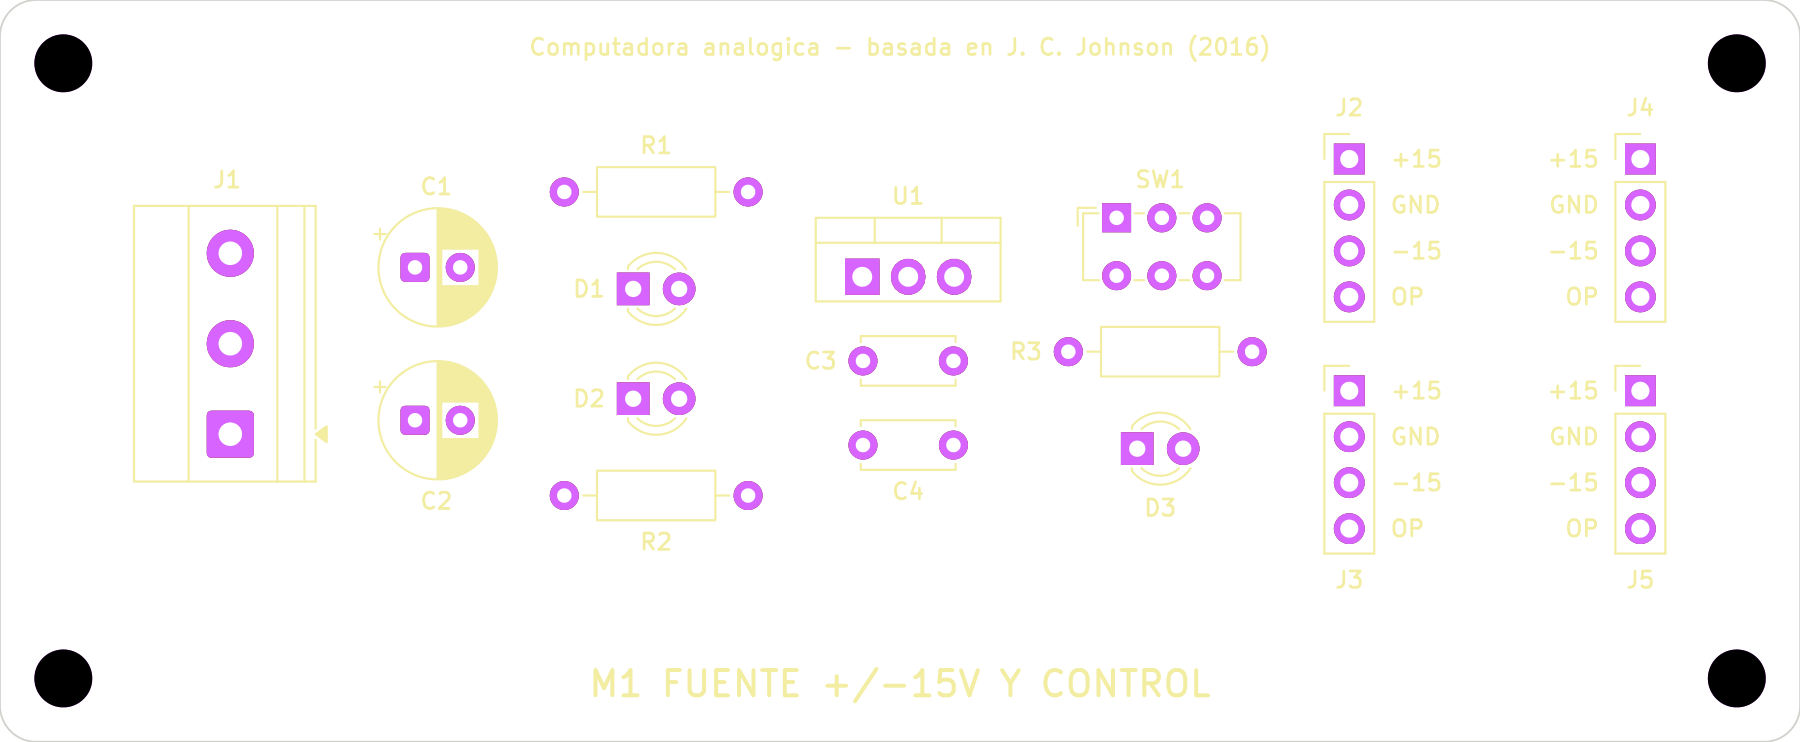 Computadora analogica - basada en J. C. Johnson (2016)
J2
J4
R1
+15
+15
J1
C1
SW1
U1
GND
GND
+
-15
-15
D1
OP
OP
R3
C3
+
D2
+15
+15
GND
GND
-15
-15
C4
C2
D3
OP
OP
R2
J3
J5
M1 FUENTE +/-15V Y CONTROL